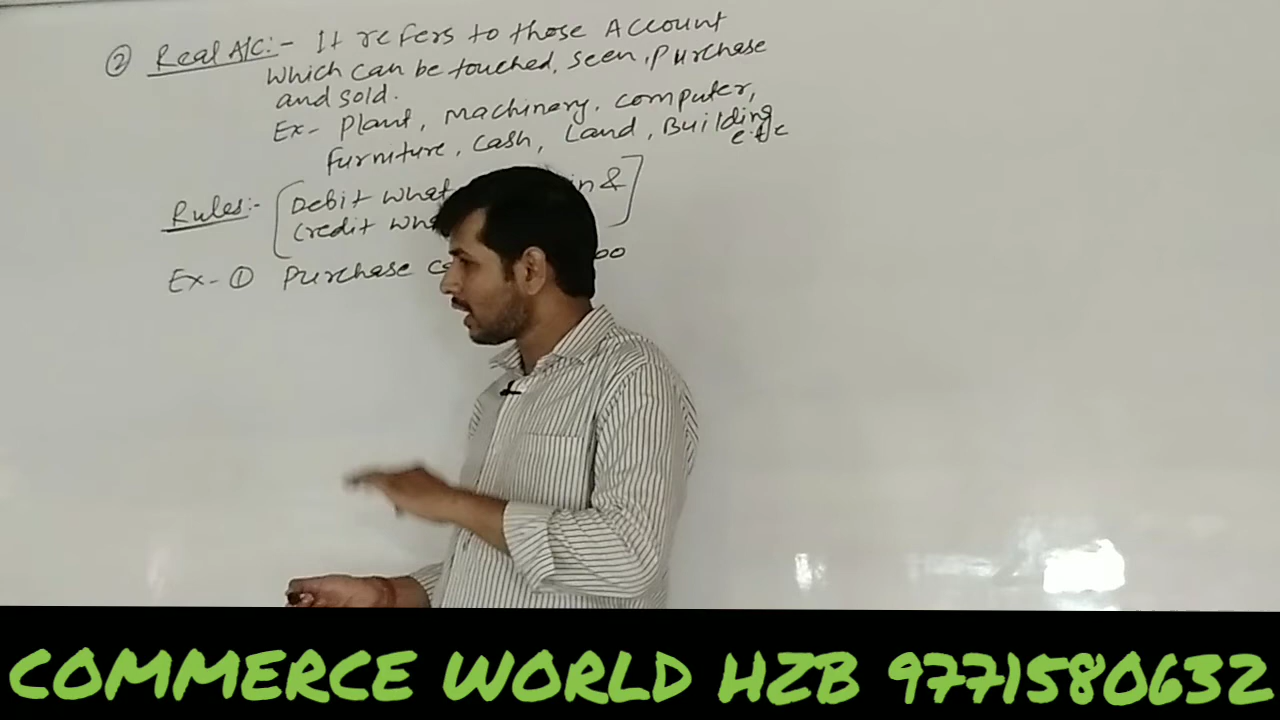 ② Real A/C:- It refers to those Account
which can be touched, seen, purchase
and sold.
Ex- Plant, Machinery, computer,
furniture, cash, Land, Building
etc
Rules:- [Debit what in &
credit
Ex- ① Purchase
COMMERCE WORLD HZB 9771580632